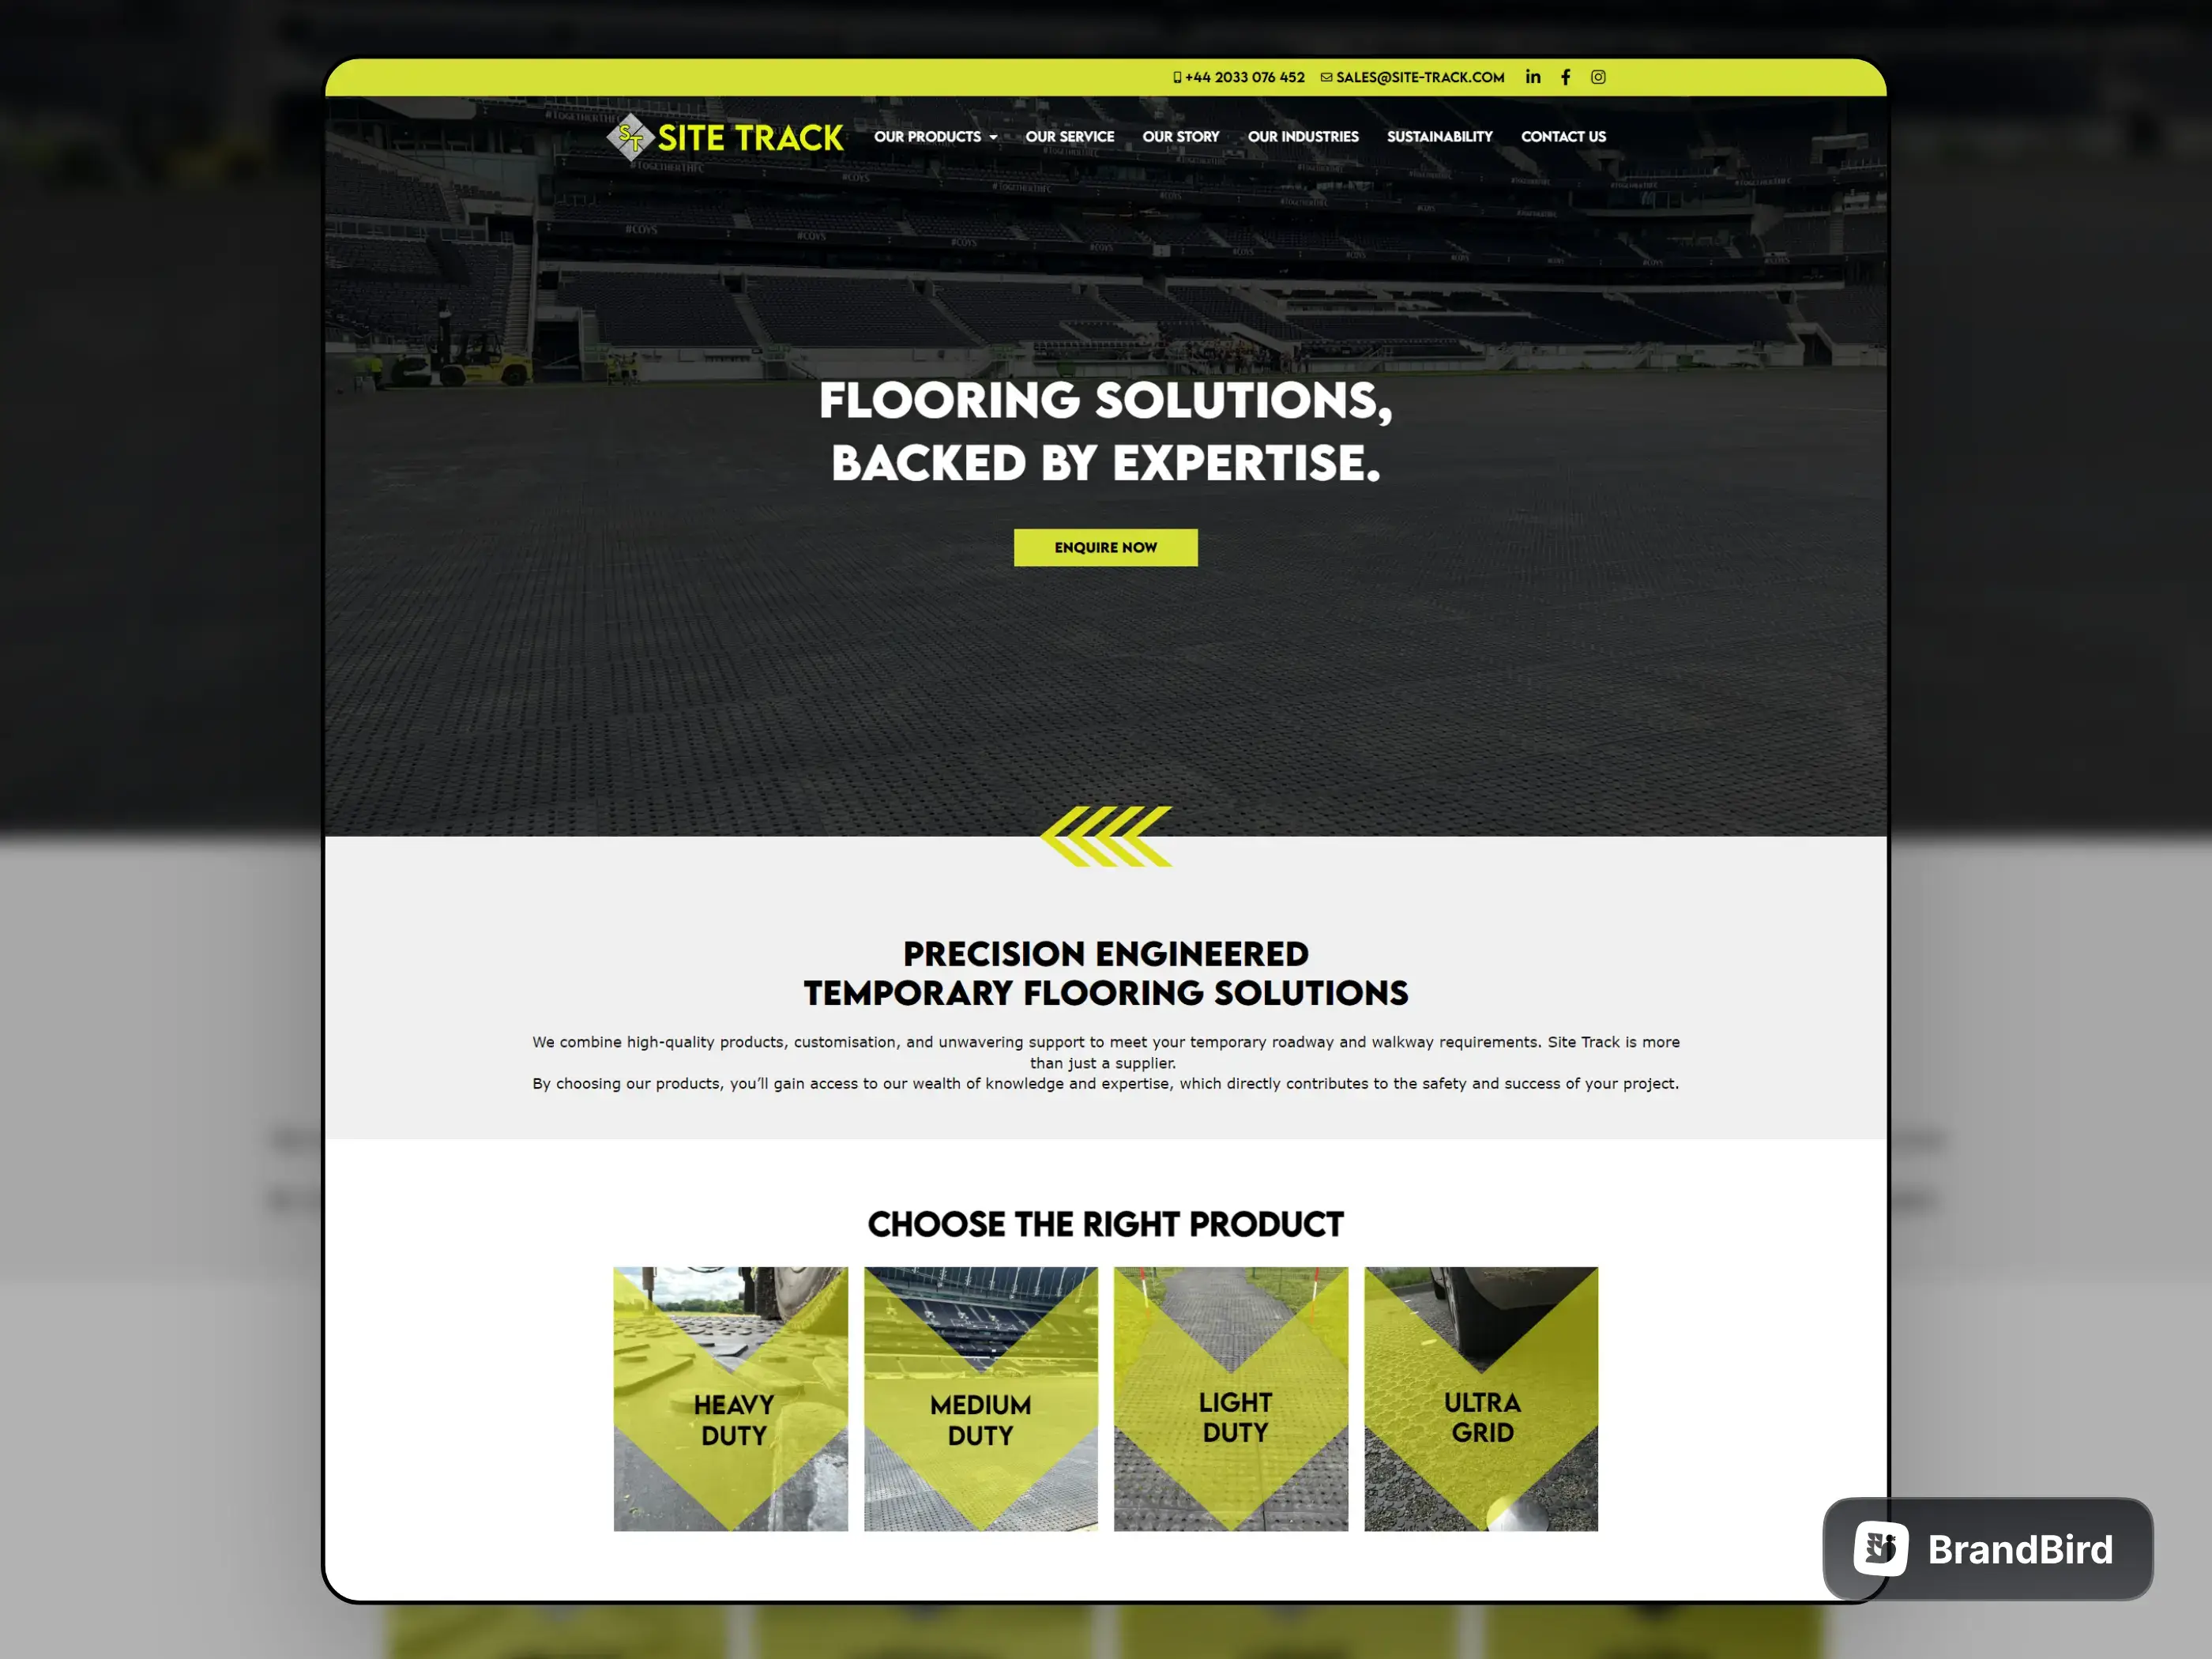 +44 2033 076 452 SALES@SITE-TRACK.COM
ST SITE TRACK OUR PRODUCTS OUR SERVICE OUR STORY OUR INDUSTRIES SUSTAINABILITY CONTACT US
#TOGETHERTHFC
#COYS #COYS #COYS
FLOORING SOLUTIONS,
BACKED BY EXPERTISE.
ENQUIRE NOW
PRECISION ENGINEERED
TEMPORARY FLOORING SOLUTIONS
We combine high-quality products, customisation, and unwavering support to meet your temporary roadway and walkway requirements. Site Track is more
than just a supplier.
By choosing our products, you’ll gain access to our wealth of knowledge and expertise, which directly contributes to the safety and success of your project.
CHOOSE THE RIGHT PRODUCT
HEAVY
DUTY
MEDIUM
DUTY
LIGHT
DUTY
ULTRA
GRID
BrandBird